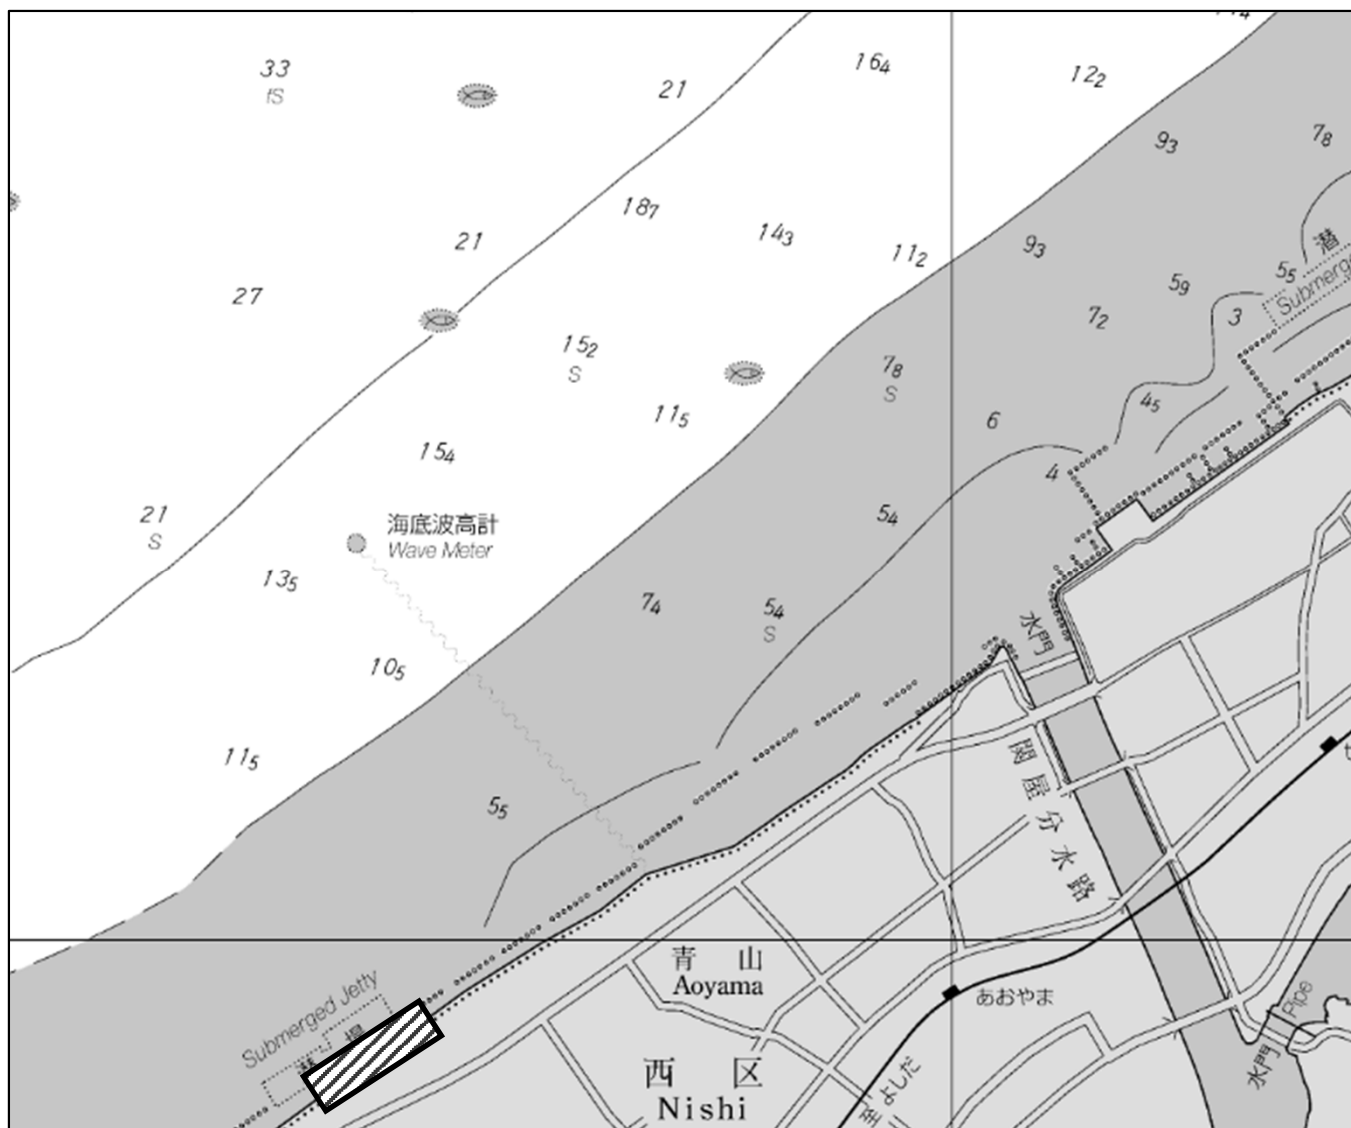 33
fS
21
16₄
12₂
9₃
7₈
18₇
14₃
11₂
9₃
潜
5₅
Submerge
5₉
7₂
3
21
27
15₂
S
7₈
S
4₅
11₅
6
15₄
4
5₄
21
S
海底波高計
Wave Meter
13₅
7₄
5₄
S
水門
10₅
11₅
5₅
関屋分水路
青山
Aoyama
あおやま
Submerged Jetty
堤
Pipe
水門
西区
Nishi
至よしだ